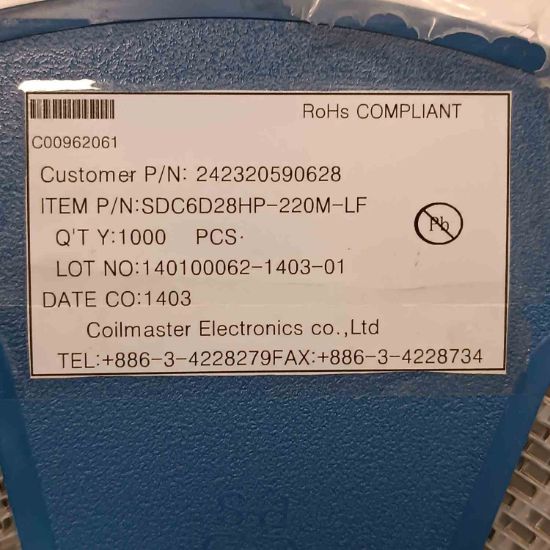 RoHs COMPLIANT
C00962061
Customer P/N: 242320590628
ITEM P/N:SDC6D28HP-220M-LF
Pb
Q'T Y:1000 PCS·
LOT NO:140100062-1403-01
DATE CO:1403
Coilmaster Electronics co.,Ltd
TEL:+886-3-4228279FAX:+886-3-4228734